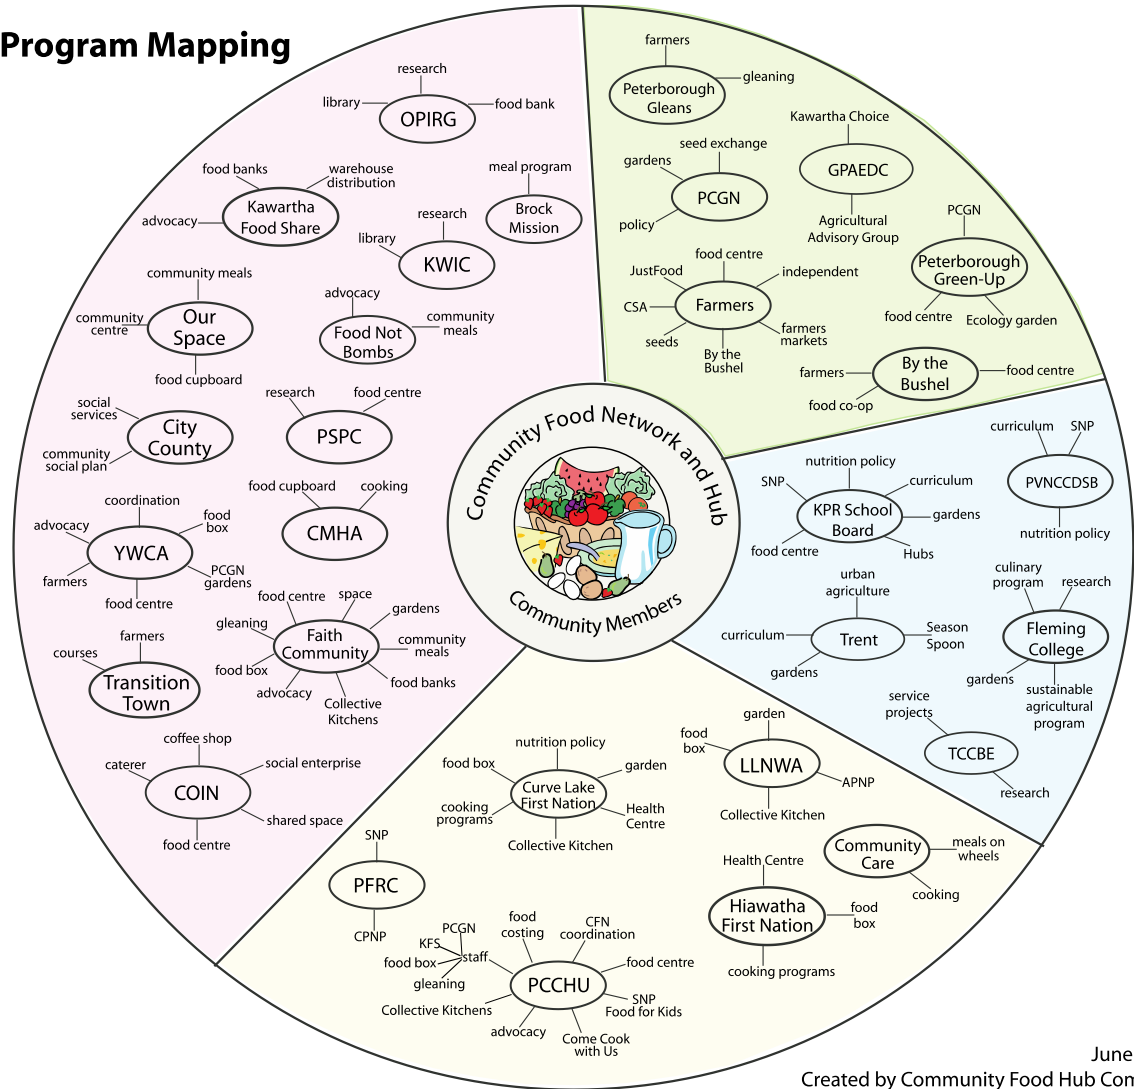 Program Mapping
research
library
food bank
OPIRG
food banks
warehouse
distribution
advocacy
Kawartha
Food Share
meal program
Brock
Mission
research
library
KWIC
community meals
community
centre
Our
Space
food cupboard
advocacy
community
meals
Food Not
Bombs
social
services
community
social plan
City
County
research
food centre
PSPC
food cupboard
cooking
CMHA
coordination
advocacy
food
box
YWCA
farmers
PCGN
gardens
food centre
food centre
space
gardens
gleaning
Faith
Community
community
meals
food box
food banks
advocacy
Collective
Kitchens
farmers
courses
Transition
Town
coffee shop
caterer
social enterprise
COIN
shared space
food centre
farmers
gleaning
Peterborough
Gleans
Kawartha Choice
GPAEDC
Agricultural
Advisory Group
seed exchange
gardens
PCGN
policy
PCGN
Peterborough
Green-Up
food centre
Ecology garden
food centre
JustFood
independent
CSA
Farmers
seeds
farmers
markets
By the
Bushel
farmers
By the
Bushel
food centre
food co-op
Community Food Network and Hub
Community Members
curriculum
SNP
PVNCCDSB
nutrition policy
nutrition policy
SNP
curriculum
KPR School
Board
gardens
food centre
Hubs
urban
agriculture
curriculum
Trent
Season
Spoon
gardens
culinary
program
research
Fleming
College
gardens
sustainable
agricultural
program
service
projects
TCCBE
research
garden
food
box
LLNWA
APNP
Collective Kitchen
nutrition policy
food box
garden
Curve Lake
First Nation
cooking
programs
Health
Centre
Collective Kitchen
Community
Care
meals on
wheels
cooking
Health Centre
Hiawatha
First Nation
food
box
cooking programs
SNP
PFRC
CPNP
PCGN
KFS
staff
food box
gleaning
food
costing
CFN
coordination
food centre
PCCHU
SNP
Food for Kids
Collective Kitchens
advocacy
Come Cook
with Us
June
Created by Community Food Hub Com